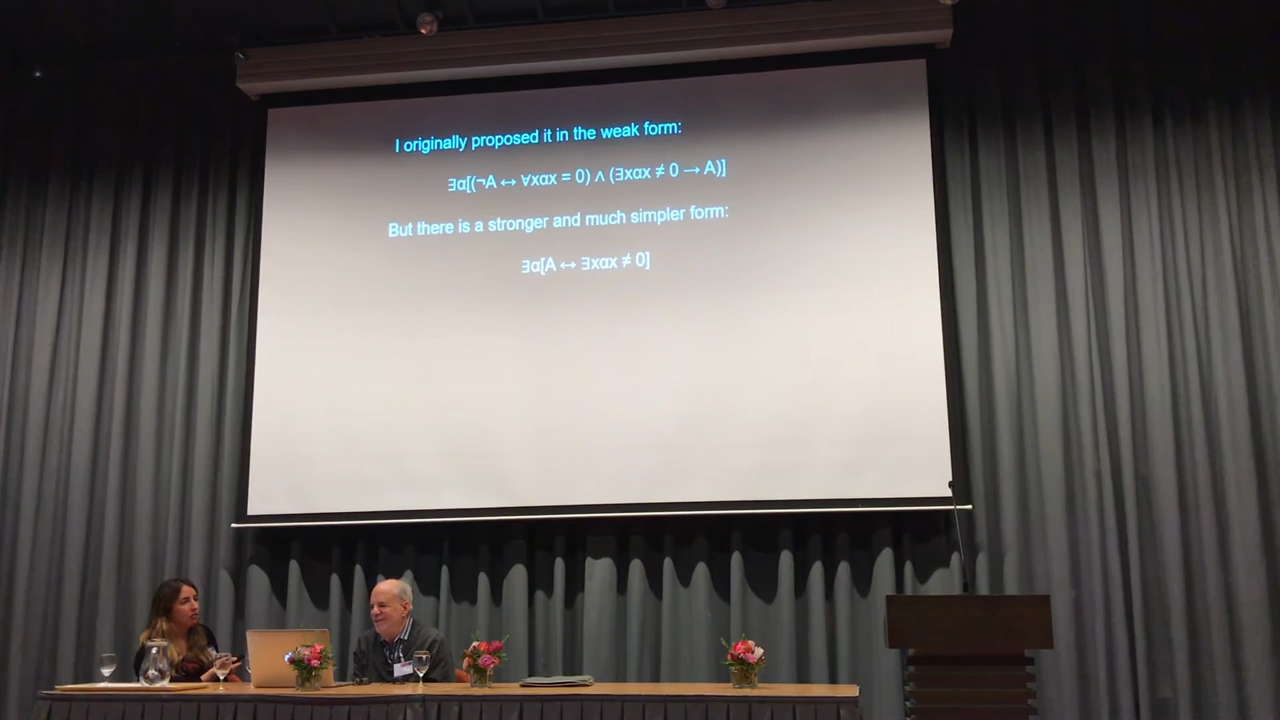 I originally proposed it in the weak form:
∃α[(¬A ↔ ∀xαx = 0) ∧ (∃xαx ≠ 0 → A)]
But there is a stronger and much simpler form:
∃α[A ↔ ∃xαx ≠ 0]